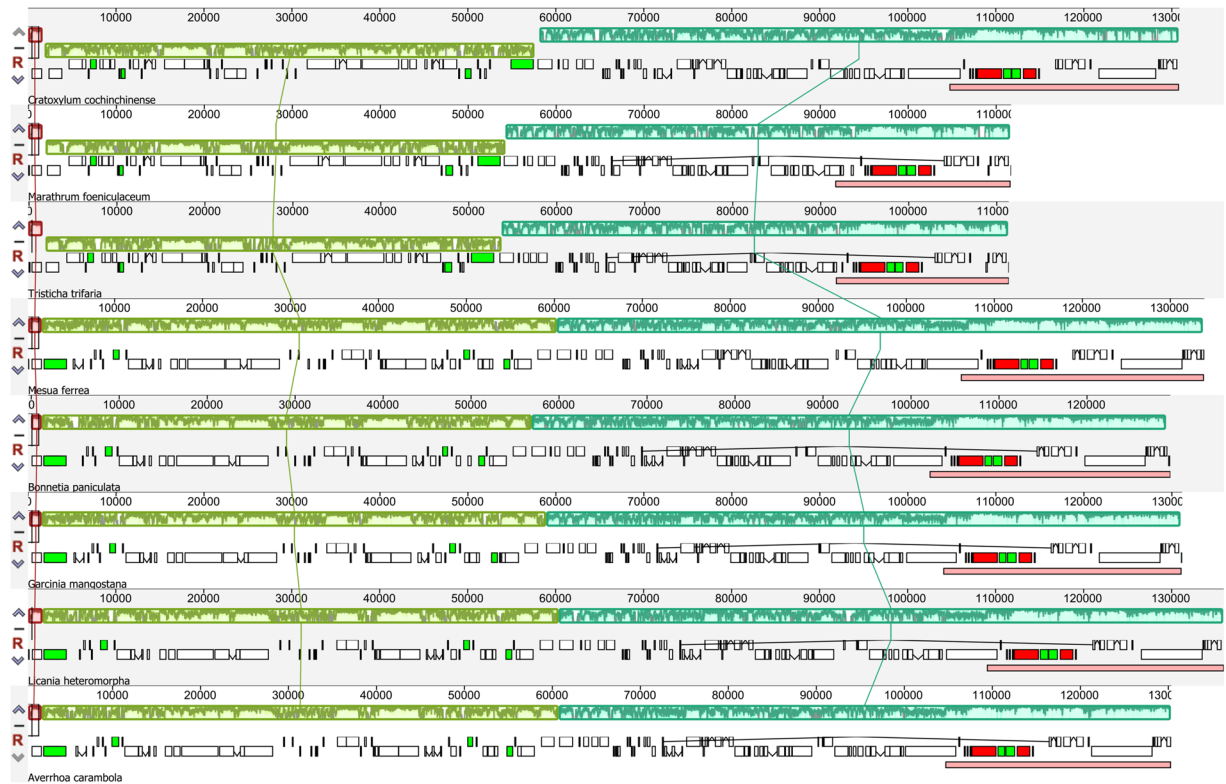 10000 20000 30000 40000 50000 60000 70000 80000 90000 100000 110000 120000 13000
R
Cratoxylum cochinchinense
10000 20000 30000 40000 50000 60000 70000 80000 90000 100000 1100
R
Marathrum foeniculaceum
10000 20000 30000 40000 50000 60000 70000 80000 90000 100000 11000
R
Tristicha trifaria
10000 20000 30000 40000 50000 60000 70000 80000 90000 100000 110000 120000 130000
R
Mesua ferrea
0 10000 20000 30000 40000 50000 60000 70000 80000 90000 100000 110000 120000
R
Bonnetia paniculata
10000 20000 30000 40000 50000 60000 70000 80000 90000 100000 110000 120000 130000
R
Garcinia mangostana
10000 20000 30000 40000 50000 60000 70000 80000 90000 100000 110000 120000 130000
R
Licania heteromorpha
10000 20000 30000 40000 50000 60000 70000 80000 90000 100000 110000 120000 13000
R
Averrhoa carambola